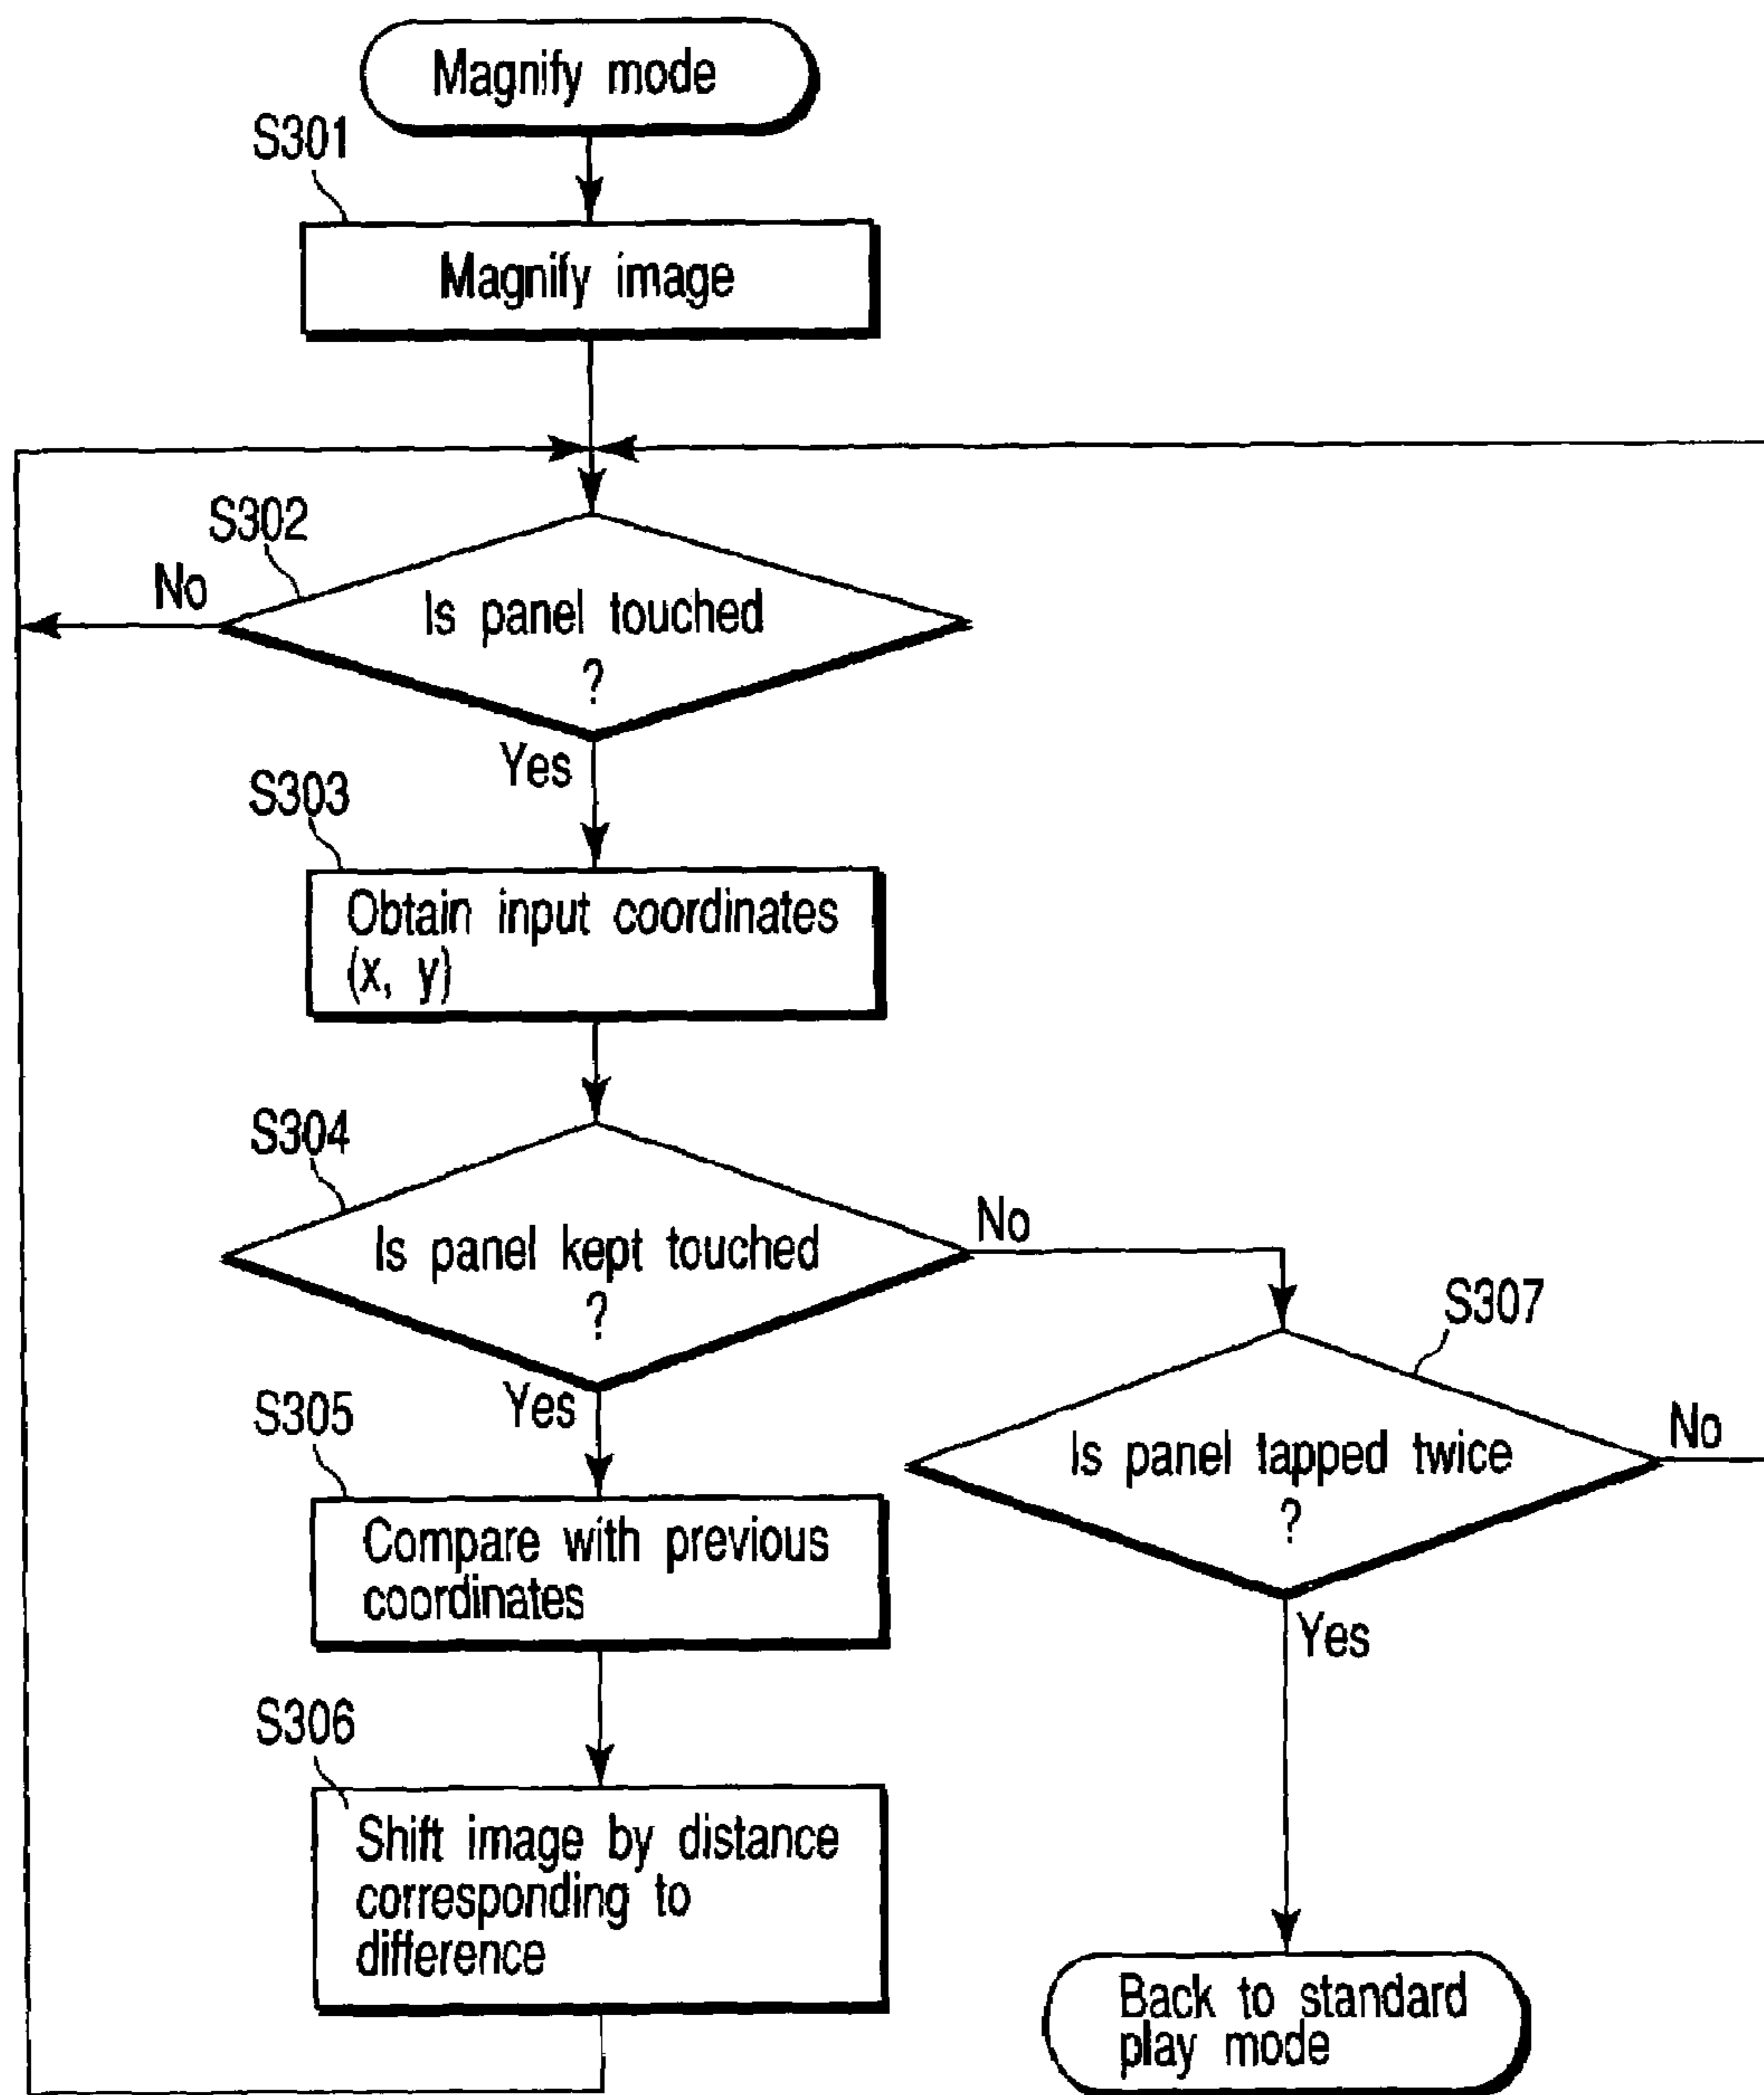 Magnify mode
S301
Magnify image
S302
No
Is panel touched
?
Yes
S303
Obtain input coordinates
(x, y)
S304
Is panel kept touched
?
No
Yes
S307
Is panel tapped twice
?
No
Yes
S305
Compare with previous
coordinates
S306
Shift image by distance
corresponding to
difference
Back to standard
play mode